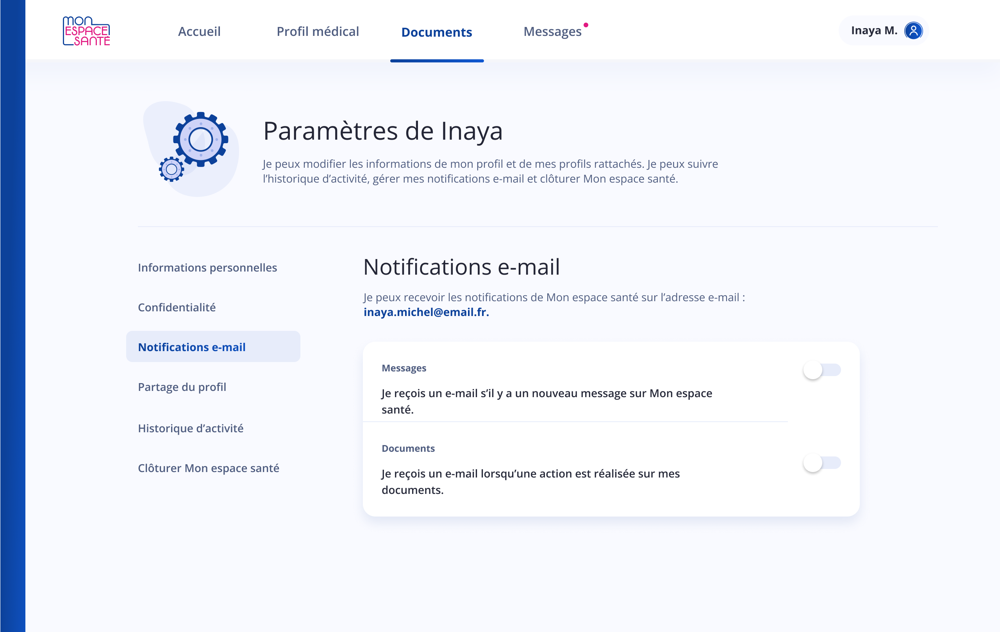 mon
ESPACE
SANTÉ
Accueil
Profil médical
Documents
Messages
Inaya M.
Paramètres de Inaya
Je peux modifier les informations de mon profil et de mes profils rattachés. Je peux suivre
l’historique d’activité, gérer mes notifications e-mail et clôturer Mon espace santé.
Informations personnelles
Confidentialité
Notifications e-mail
Partage du profil
Historique d’activité
Clôturer Mon espace santé
Notifications e-mail
Je peux recevoir les notifications de Mon espace santé sur l’adresse e-mail :
inaya.michel@email.fr.
Messages
Je reçois un e-mail s’il y a un nouveau message sur Mon espace
santé.
Documents
Je reçois un e-mail lorsqu’une action est réalisée sur mes
documents.